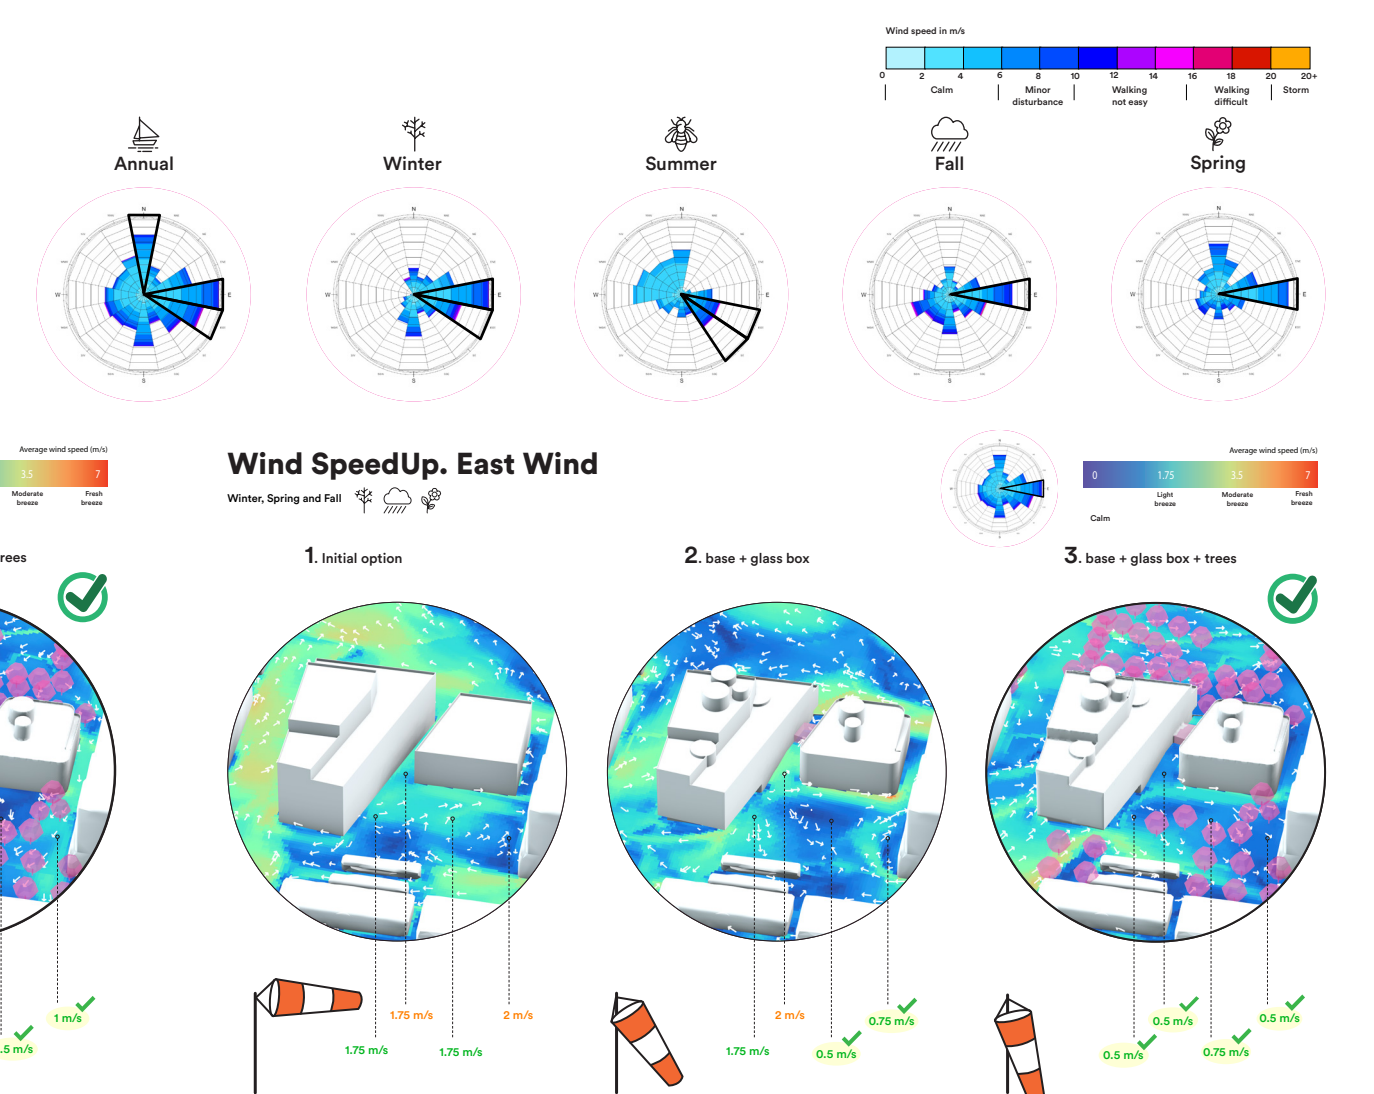 Wind speed in m/s
0 2 4 6 8 10 12 14 16 18 20 20+
Calm Minor disturbance Walking not easy Walking difficult Storm
Annual Winter Summer Fall Spring
N N N N N
W E W E W E W E W E
S S S S S
Average wind speed (m/s)
3.5 7
Moderate breeze Fresh breeze
Wind SpeedUp. East Wind
Winter, Spring and Fall
Average wind speed (m/s)
0 1.75 3.5 7
Light breeze Moderate breeze Fresh breeze
Calm
rees
1. Initial option
2. base + glass box
3. base + glass box + trees
1 m/s
.5 m/s
1.75 m/s 2 m/s
1.75 m/s 1.75 m/s
2 m/s 0.75 m/s
1.75 m/s 0.5 m/s
0.5 m/s 0.5 m/s
0.5 m/s 0.75 m/s